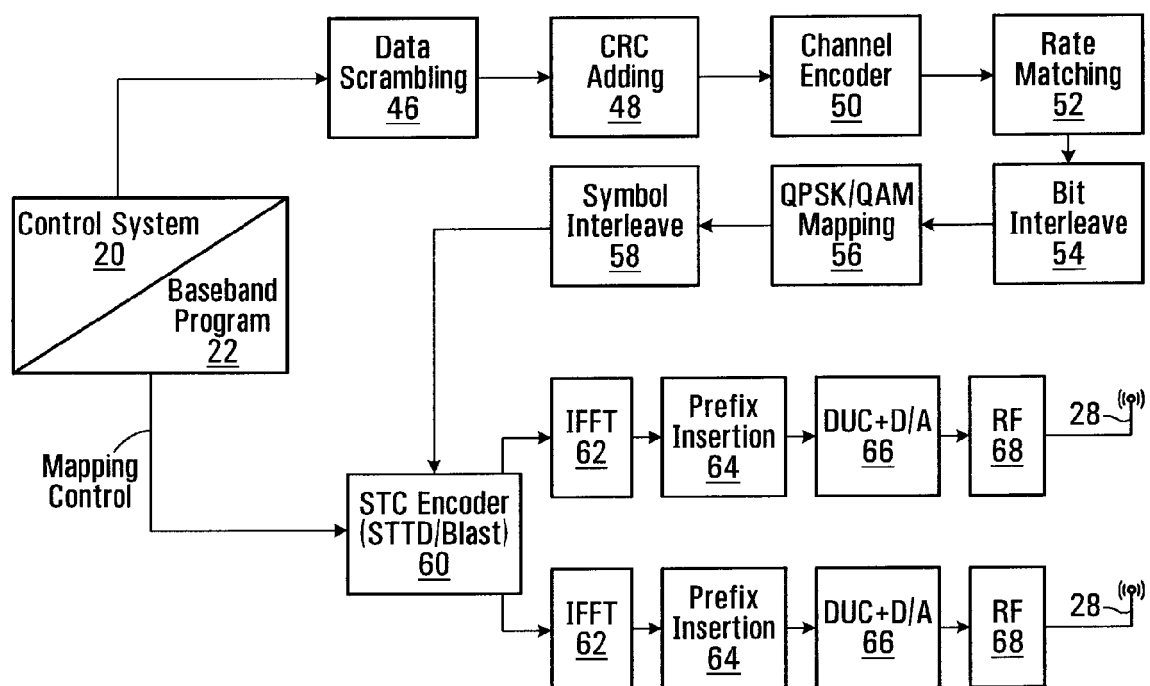 Data
Scrambling
46
CRC
Adding
48
Channel
Encoder
50
Rate
Matching
52
Control System
20
Baseband
Program
22
Symbol
Interleave
58
QPSK/QAM
Mapping
56
Bit
Interleave
54
Mapping
Control
STC Encoder
(STTD/Blast)
60
IFFT
62
Prefix
Insertion
64
DUC+D/A
66
RF
68
28
IFFT
62
Prefix
Insertion
64
DUC+D/A
66
RF
68
28